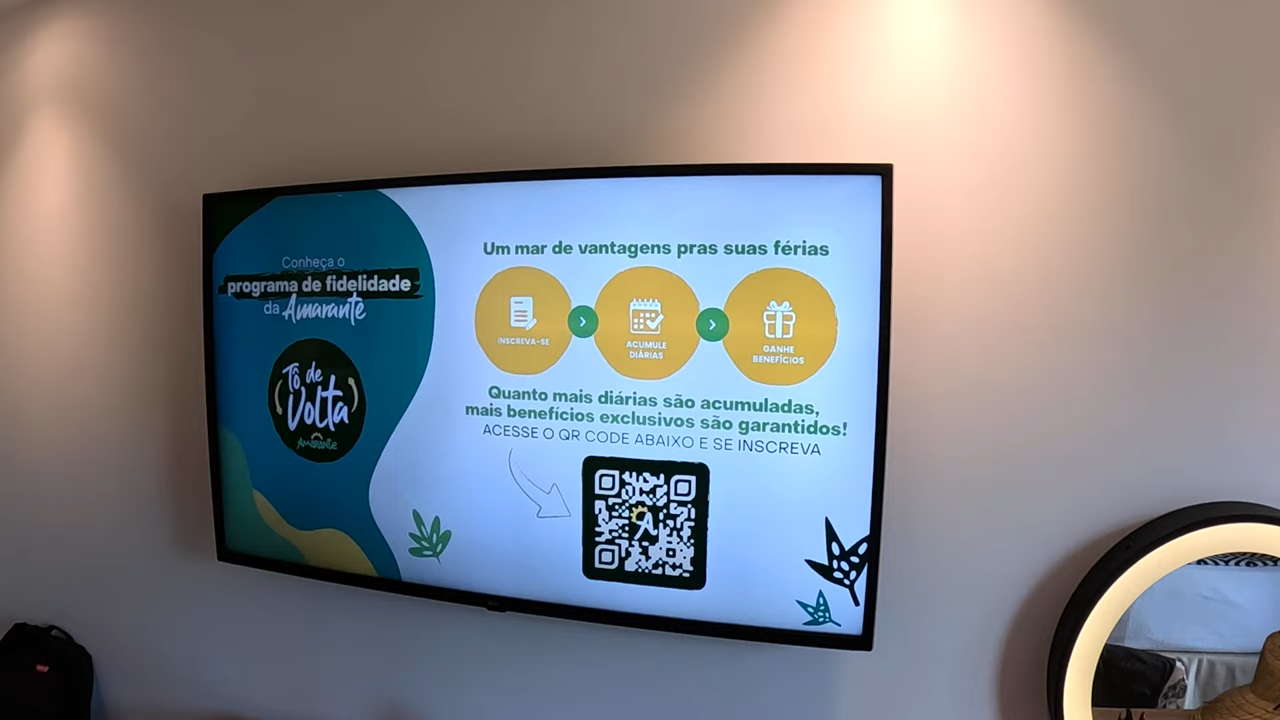 Conheça o
programa de fidelidade
da Amarante
Tô de
Volta
Amarante
Um mar de vantagens pras suas férias
INSCREVA-SE
ACUMULE
DIÁRIAS
GANHE
BENEFÍCIOS
Quanto mais diárias são acumuladas,
mais benefícios exclusivos são garantidos!
ACESSE O QR CODE ABAIXO E SE INSCREVA
A